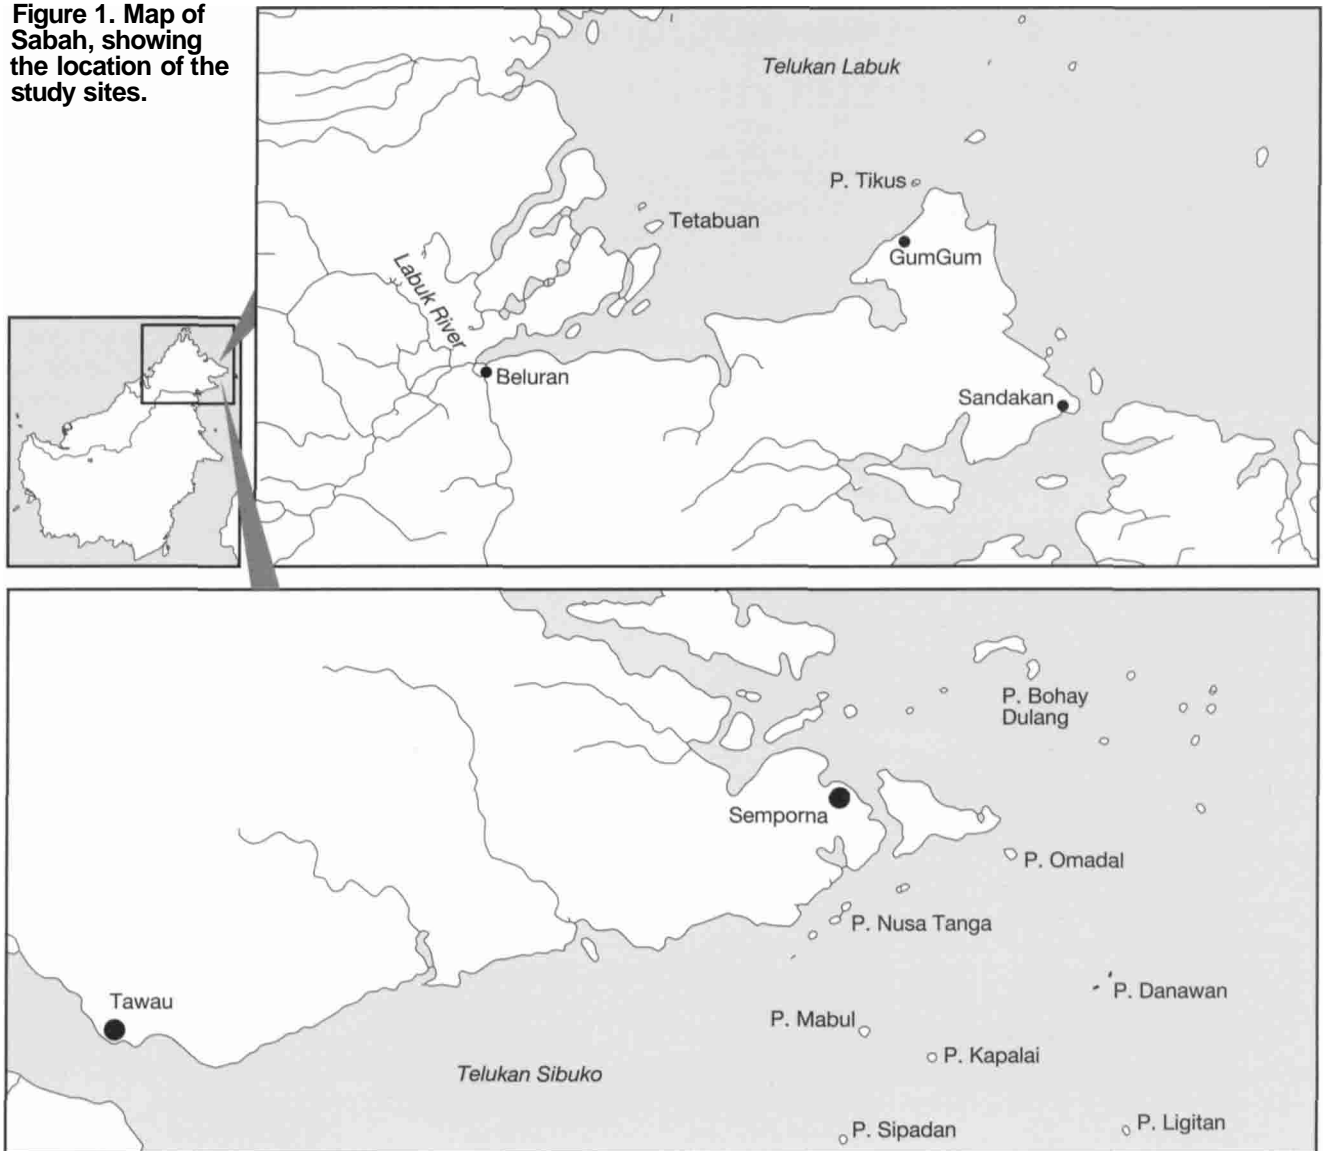 Figure 1. Map of
Sabah, showing
the location of the
study sites.
Telukan Labuk
P. Tikus
Tetabuan
GumGum
Labuk River
Beluran
Sandakan
P. Bohay
Dulang
Semporna
P. Omadal
P. Nusa Tanga
P. Danawan
Tawau
P. Mabul
P. Kapalai
Telukan Sibuko
P. Sipadan
P. Ligitan